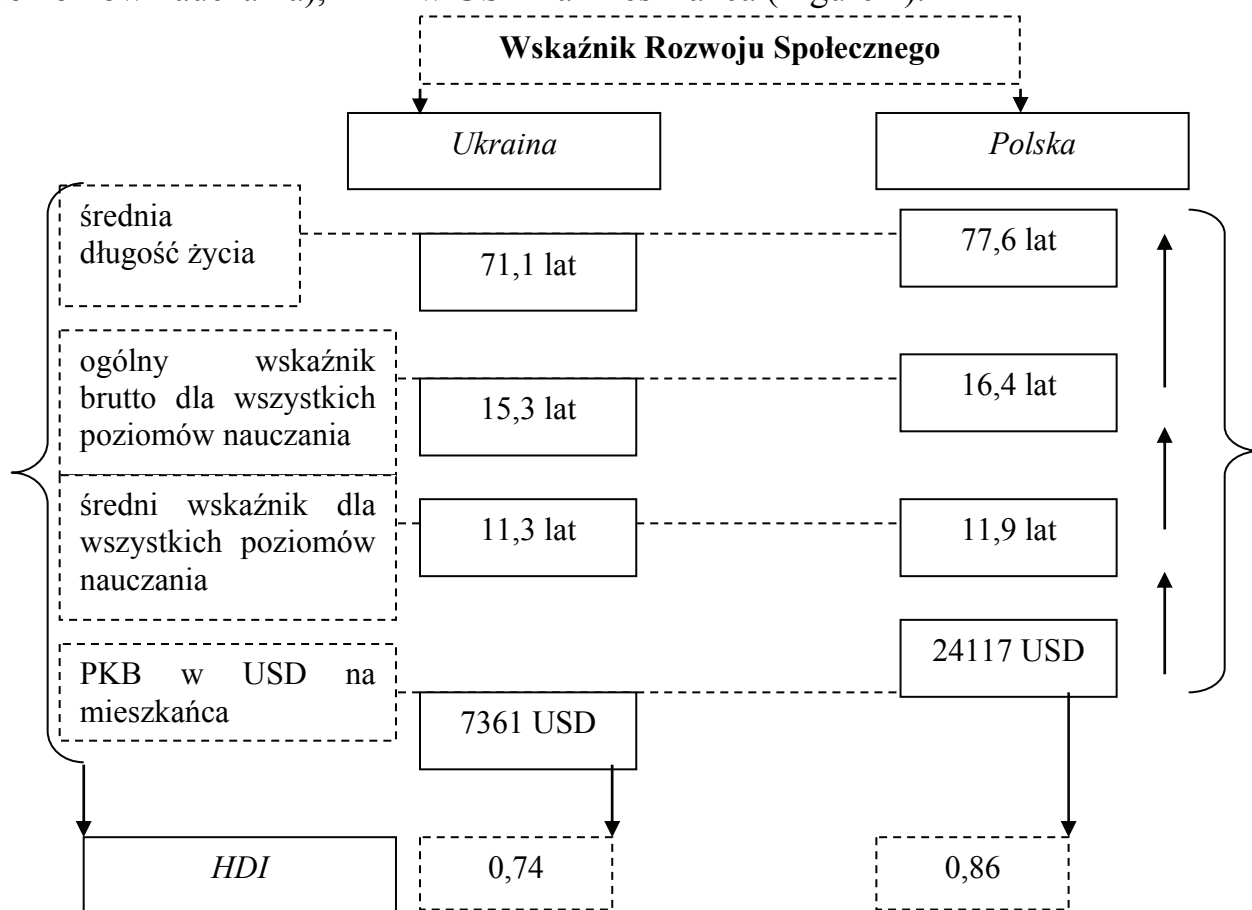 Wskaźnik Rozwoju Społecznego
Ukraina
Polska
średnia
długość życia
71,1 lat
77,6 lat
ogólny wskaźnik
brutto dla wszystkich
poziomów nauczania
15,3 lat
16,4 lat
średni wskaźnik dla
wszystkich poziomów
nauczania
11,3 lat
11,9 lat
PKB w USD na
mieszkańca
7361 USD
24117 USD
HDI
0,74
0,86